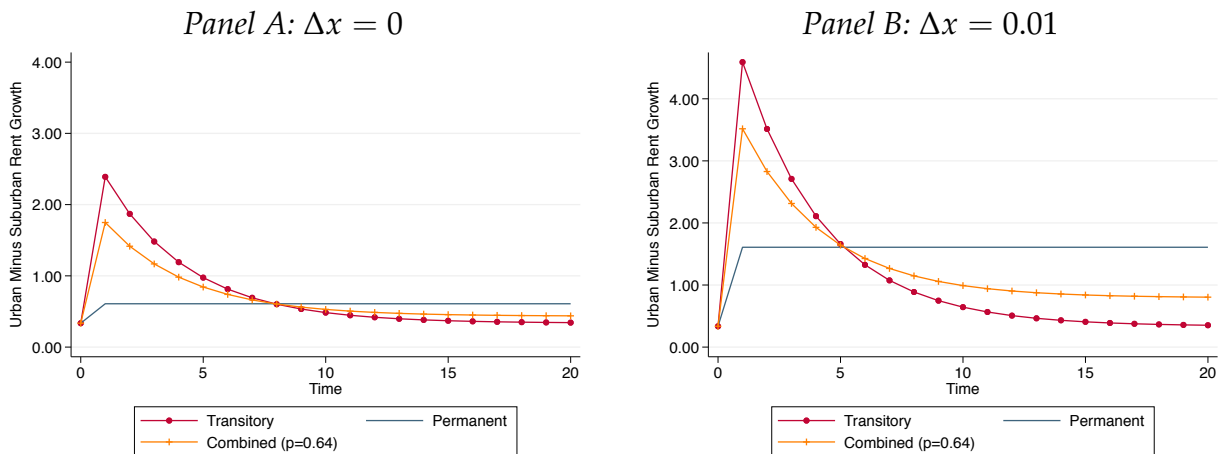 Panel A: Δx = 0
Urban Minus Suburban Rent Growth
4.00
3.00
2.00
1.00
0.00
0 5 10 15 20
Time
Transitory Permanent
Combined (p=0.64)
Panel B: Δx = 0.01
Urban Minus Suburban Rent Growth
4.00
3.00
2.00
1.00
0.00
0 5 10 15 20
Time
Transitory Permanent
Combined (p=0.64)